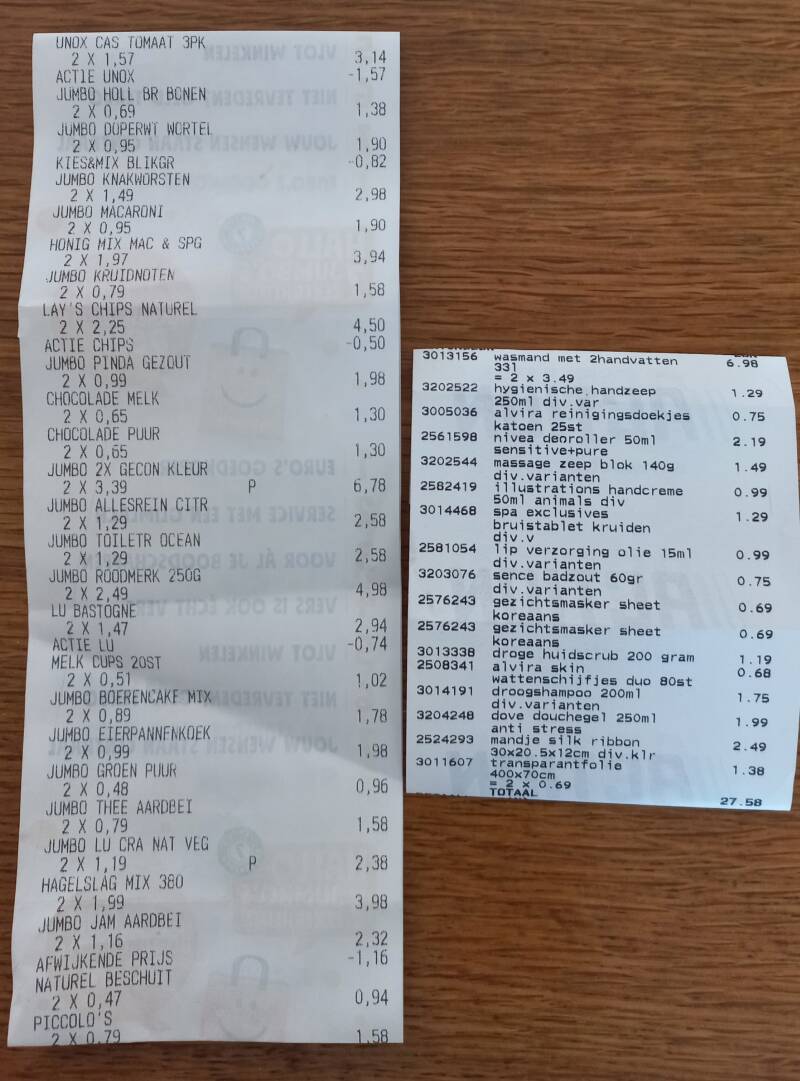 UNOX CAS TOMAAT 3PK
2 X 1,57 3,14
ACTIE UNOX -1,57
JUMBO HOLL BR BONEN
2 X 0,69 1,38
JUMBO DOPERWT WORTEL
2 X 0,95 1,90
KIES&MIX BLIKGR -0,82
JUMBO KNAKWORSTEN
2 X 1,49 2,98
JUMBO MACARONI
2 X 0,95 1,90
HONIG MIX MAC & SPG
2 X 1,97 3,94
JUMBO KRUIDNOTEN
2 X 0,79 1,58
LAY'S CHIPS NATUREL
2 X 2,25 4,50
ACTIE CHIPS -0,50
JUMBO PINDA GEZOUT
2 X 0,99 1,98
CHOCOLADE MELK
2 X 0,65 1,30
CHOCOLADE PUUR
2 X 0,65 1,30
JUMBO 2X GECON KLEUR
2 X 3,39 P 6,78
JUMBO ALLESREIN CITR
2 X 1,29 2,58
JUMBO TOILETR OCEAN
2 X 1,29 2,58
JUMBO ROODMERK 250G
2 X 2,49 4,98
LU BASTOGNE
2 X 1,47 2,94
ACTIE LU -0,74
MELK CUPS 20ST
2 X 0,51 1,02
JUMBO BOERENCAKE MIX
2 X 0,89 1,78
JUMBO EIERPANNENKOEK
2 X 0,99 1,98
JUMBO GROEN PUUR
2 X 0,48 0,96
JUMBO THEE AARDBEI
2 X 0,79 1,58
JUMBO LU CRA NAT VEG
2 X 1,19 P 2,38
HAGELSLAG MIX 380
2 X 1,99 3,98
JUMBO JAM AARDBEI
2 X 1,16 2,32
AFWIJKENDE PRIJS -1,16
NATUREL BESCHUIT
2 X 0,47 0,94
PICCOLO'S
2 X 0,79 1,58
3013156 wasmand met 2handvatten 6.98
33l
= 2 x 3.49
3202522 hygienische handzeep 1.29
250ml div.var
3005036 alvira reinigingsdoekjes 0.75
katoen 25st
2561598 nivea deoroller 50ml 2.19
sensitive+pure
3202544 massage zeep blok 140g 1.49
div.varianten
2582419 illustrations handcreme 0.99
50ml animals div
3014468 spa exclusives 1.29
bruistablet kruiden
div.v
2581054 lip verzorging olie 15ml 0.99
div.varianten
3203076 sence badzout 60gr 0.75
div.varianten
2576243 gezichtsmasker sheet 0.69
koreaans
2576243 gezichtsmasker sheet 0.69
koreaans
3013338 droge huidscrub 200 gram 1.19
2508341 alvira skin 0.68
wattenschijfjes duo 80st
3014191 droogshampoo 200ml 1.75
div.varianten
3204248 dove douchegel 250ml 1.99
anti stress
2524293 mandje silk ribbon 2.49
30x20.5x12cm div.klr
3011607 transparantfolie 1.38
400x70cm
= 2 x 0.69
TOTAAL 27.58